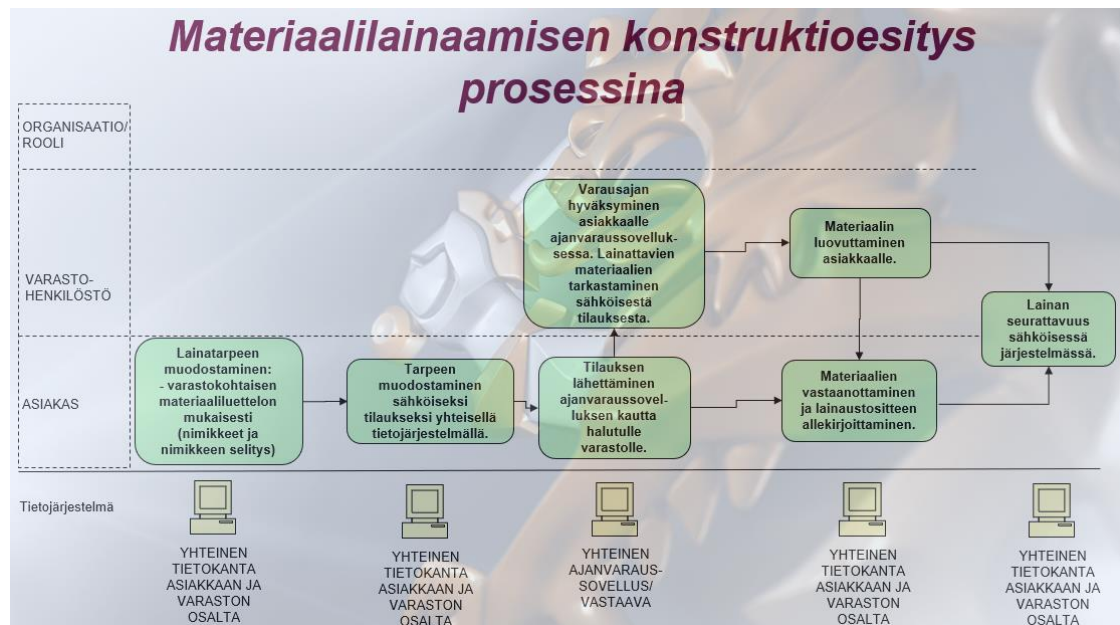 Materiaalilainaamisen konstruktioesitys
prosessina
ORGANISAATIO/
ROOLI
VARASTO-
HENKILÖSTÖ
Varausajan
hyväksyminen
asiakkaalle
ajanvaraussovelluk-
sessa. Lainattavien
materiaalien
tarkastaminen
sähköisestä
tilauksesta.
Materiaalin
luovuttaminen
asiakkaalle.
Lainan
seurattavuus
sähköisessä
järjestelmässä.
ASIAKAS
Lainatarpeen
muodostaminen:
- varastokohtaisen
materiaaliluettelon
mukaisesti
(nimikkeet ja
nimikkeen selitys)
Tarpeen
muodostaminen
sähköiseksi
tilaukseksi yhteisellä
tietojärjestelmällä.
Tilauksen
lähettäminen
ajanvaraussovel-
luksen kautta
halutulle
varastolle.
Materiaalien
vastaanottaminen
ja lainaustositteen
allekirjoittaminen.
Tietojärjestelmä
YHTEINEN
TIETOKANTA
ASIAKKAAN JA
VARASTON
OSALTA
YHTEINEN
TIETOKANTA
ASIAKKAAN JA
VARASTON
OSALTA
YHTEINEN
AJANVARAUS-
SOVELLUS/
VASTAAVA
YHTEINEN
TIETOKANTA
ASIAKKAAN JA
VARASTON
OSALTA
YHTEINEN
TIETOKANTA
ASIAKKAAN JA
VARASTON
OSALTA